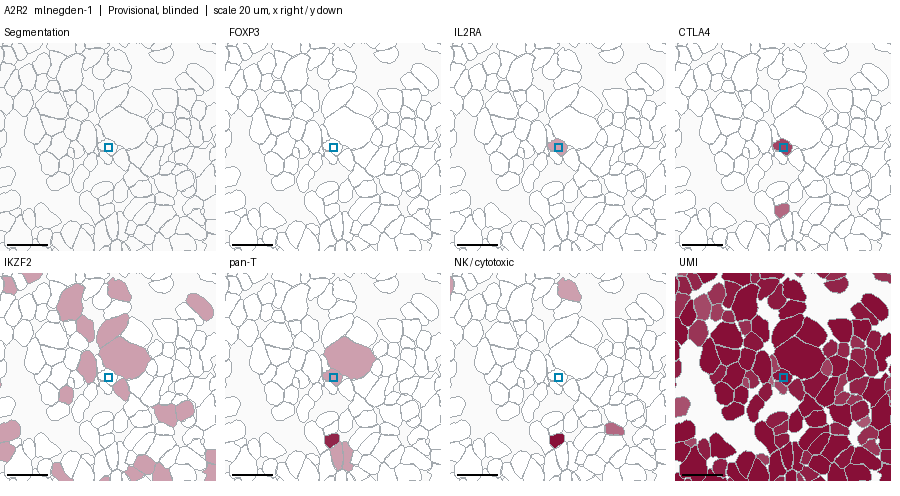 A2R2 mlnegden-1 | Provisional, blinded | scale 20 um, x right / y down
Segmentation FOXP3 IL2RA CTLA4
IKZF2 pan-T NK / cytotoxic UMI